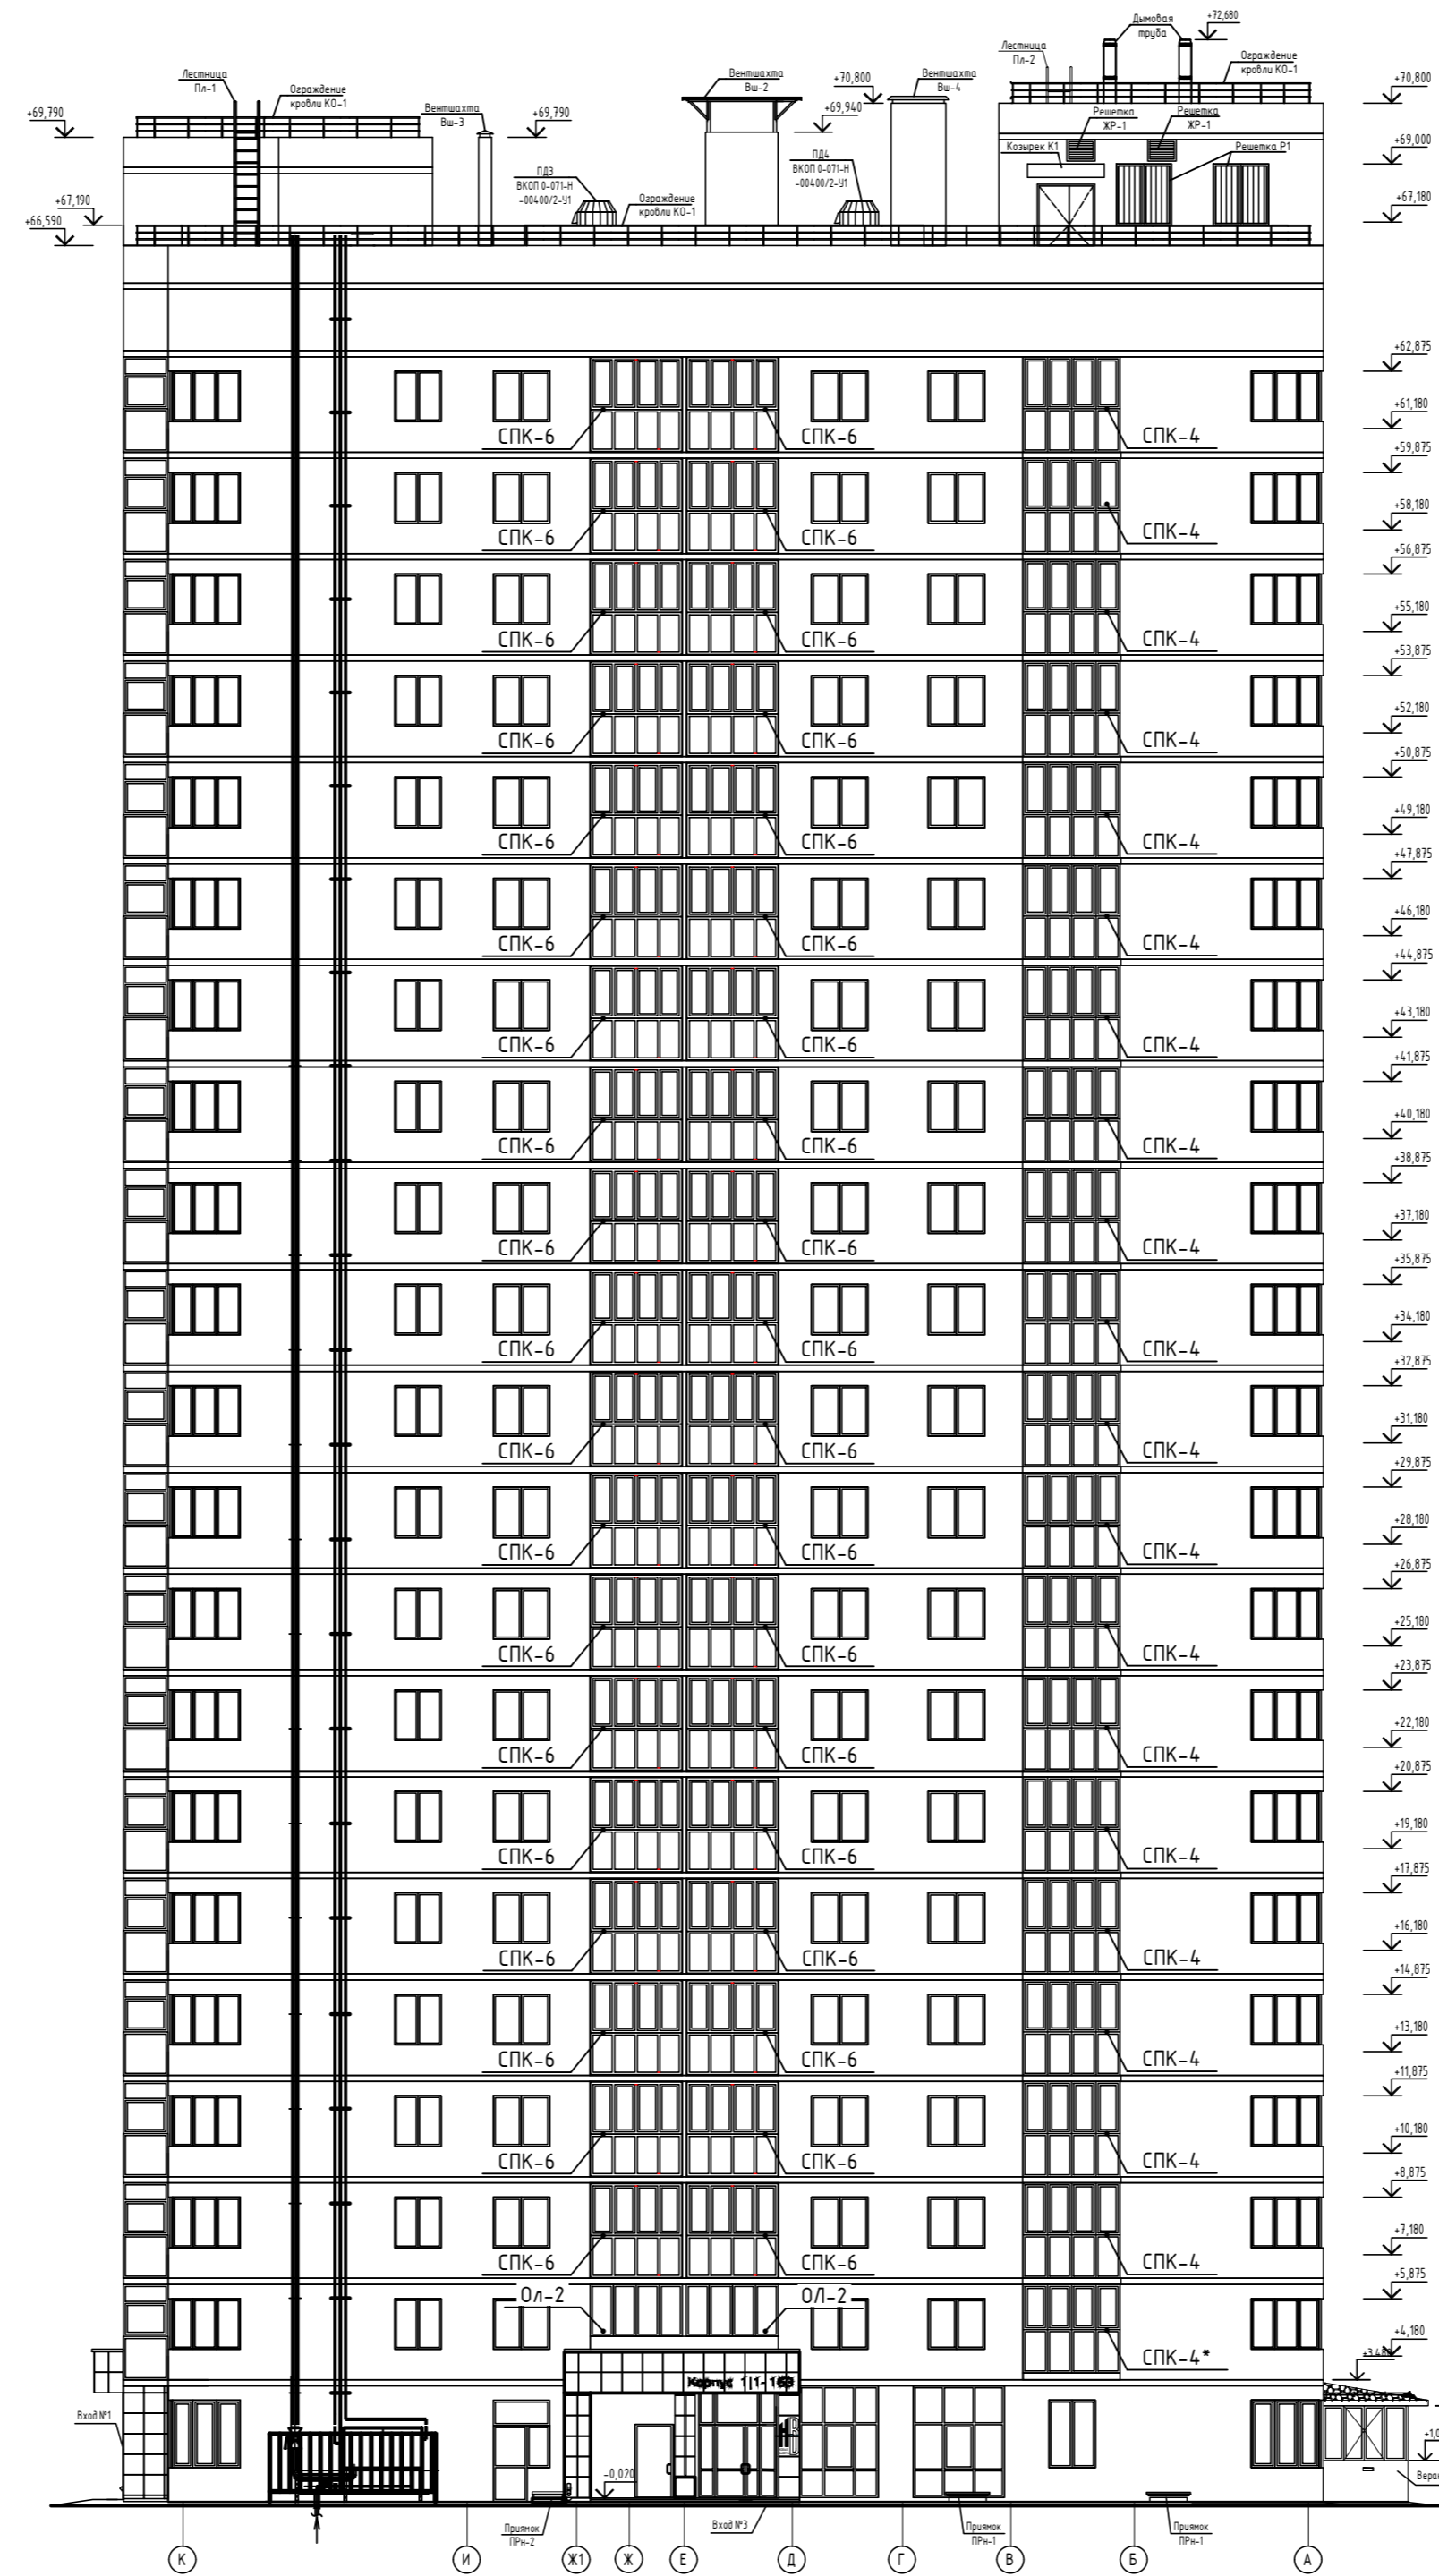 Дымовая
труба
+72,680
Лестница
Пл-2
Ограждение
кровли КО-1
Лестница
Пл-1
Вентшахта
Вш-2
Вентшахта
Вш-4
+70,800
+70,800
Ограждение
кровли КО-1
Вентшахта
Вш-3
+69,790
+69,790
+69,940
Решетка
ЖР-1
Решетка
ЖР-1
Козырек К1
Решетка Р1
+69,000
ПД3
ВКОП 0-071-Н
-00400/2-У1
ПД4
ВКОП 0-071-Н
-00400/2-У1
Ограждение
кровли КО-1
+67,190
+67,180
+66,590
+62,875
+61,180
СПК-6 СПК-6 СПК-4
+59,875
+58,180
СПК-6 СПК-6 СПК-4
+56,875
+55,180
СПК-6 СПК-6 СПК-4
+53,875
+52,180
СПК-6 СПК-6 СПК-4
+50,875
+49,180
СПК-6 СПК-6 СПК-4
+47,875
+46,180
СПК-6 СПК-6 СПК-4
+44,875
+43,180
СПК-6 СПК-6 СПК-4
+41,875
+40,180
СПК-6 СПК-6 СПК-4
+38,875
+37,180
СПК-6 СПК-6 СПК-4
+35,875
+34,180
СПК-6 СПК-6 СПК-4
+32,875
+31,180
СПК-6 СПК-6 СПК-4
+29,875
+28,180
СПК-6 СПК-6 СПК-4
+26,875
+25,180
СПК-6 СПК-6 СПК-4
+23,875
+22,180
СПК-6 СПК-6 СПК-4
+20,875
+19,180
СПК-6 СПК-6 СПК-4
+17,875
+16,180
СПК-6 СПК-6 СПК-4
+14,875
+13,180
СПК-6 СПК-6 СПК-4
+11,875
+10,180
СПК-6 СПК-6 СПК-4
+8,875
+7,180
СПК-6 СПК-6 СПК-4
+5,875
Ол-2 ОЛ-2
+4,180
СПК-4*
+3,480
Корпус 1
Вход №1
-0,020
Приямок
ПРн-2
Вход №3
Приямок
ПРн-1
Приямок
ПРн-1
К И Ж1 Ж Е Д Г В Б А